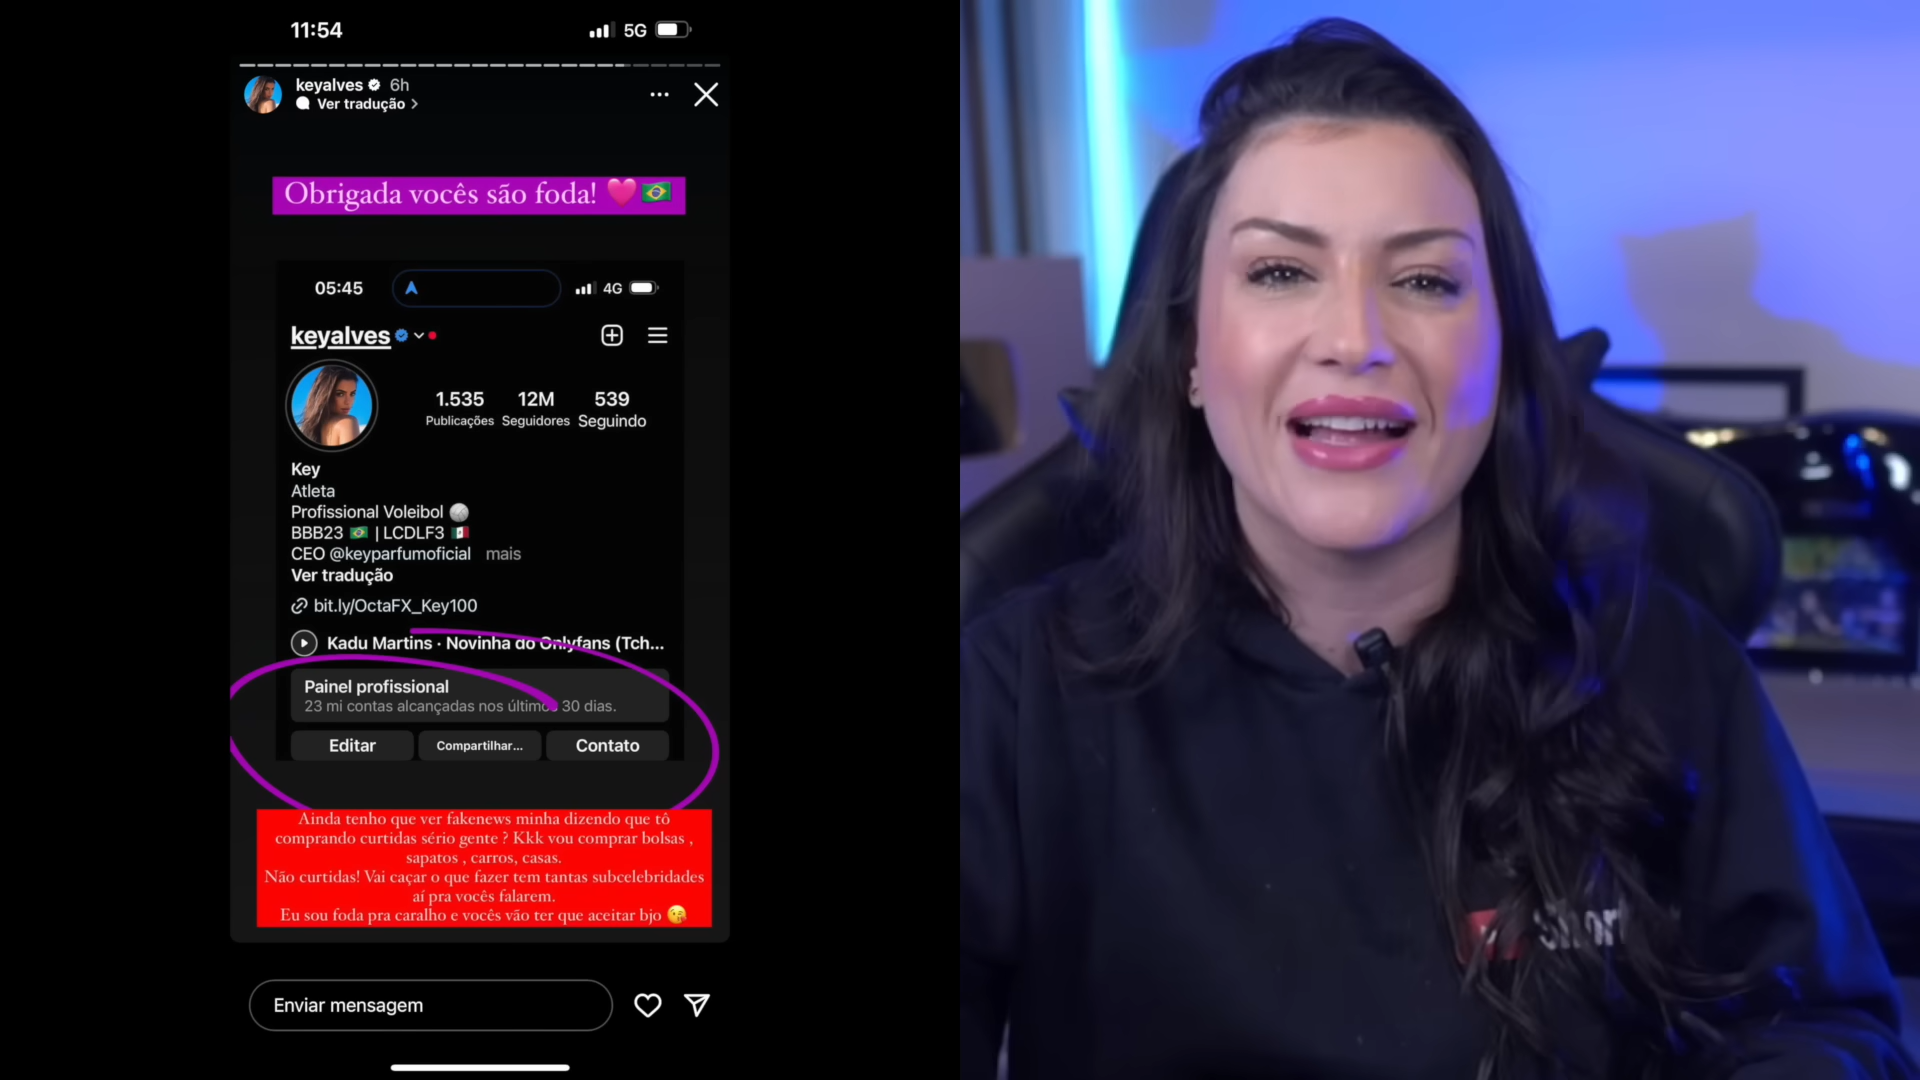 11:54
5G
keyalves 6h
Ver tradução >
Obrigada vocês são foda! 🩷🇧🇷
05:45
4G
keyalves
1.535 12M 539
Publicações Seguidores Seguindo
Key
Atleta
Profissional Voleibol 🏐
BBB23 🇧🇷 | LCDLF3 🇲🇽
CEO @keyparfumoficial mais
Ver tradução
bit.ly/OctaFX_Key100
Kadu Martins · Novinha do Onlyfans (Tch...
Painel profissional
23 mi contas alcançadas nos últimos 30 dias.
Editar Compartilhar... Contato
Ainda tenho que ver fakenews minha dizendo que tô
comprando curtidas sério gente ? Kkk vou comprar bolsas ,
sapatos , carros, casas.
Não curtidas! Vai caçar o que fazer tem tantas subcelebridades
aí pra vocês falarem.
Eu sou foda pra caralho e vocês vão ter que aceitar bjo 😘
Enviar mensagem